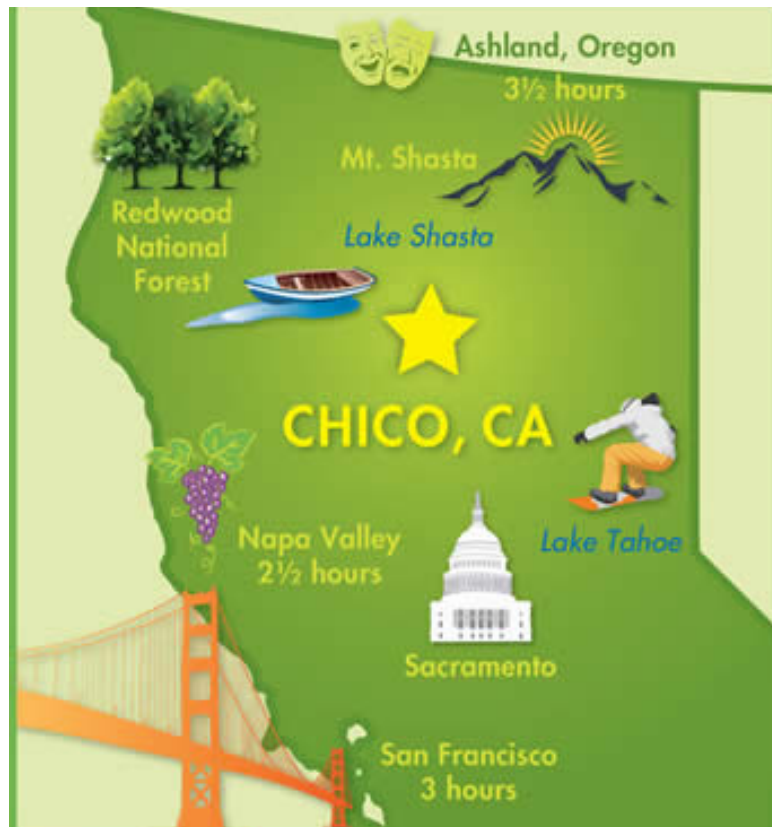 Ashland, Oregon
3½ hours
Mt. Shasta
Redwood
National
Forest
Lake Shasta
CHICO, CA
Napa Valley
2½ hours
Lake Tahoe
Sacramento
San Francisco
3 hours